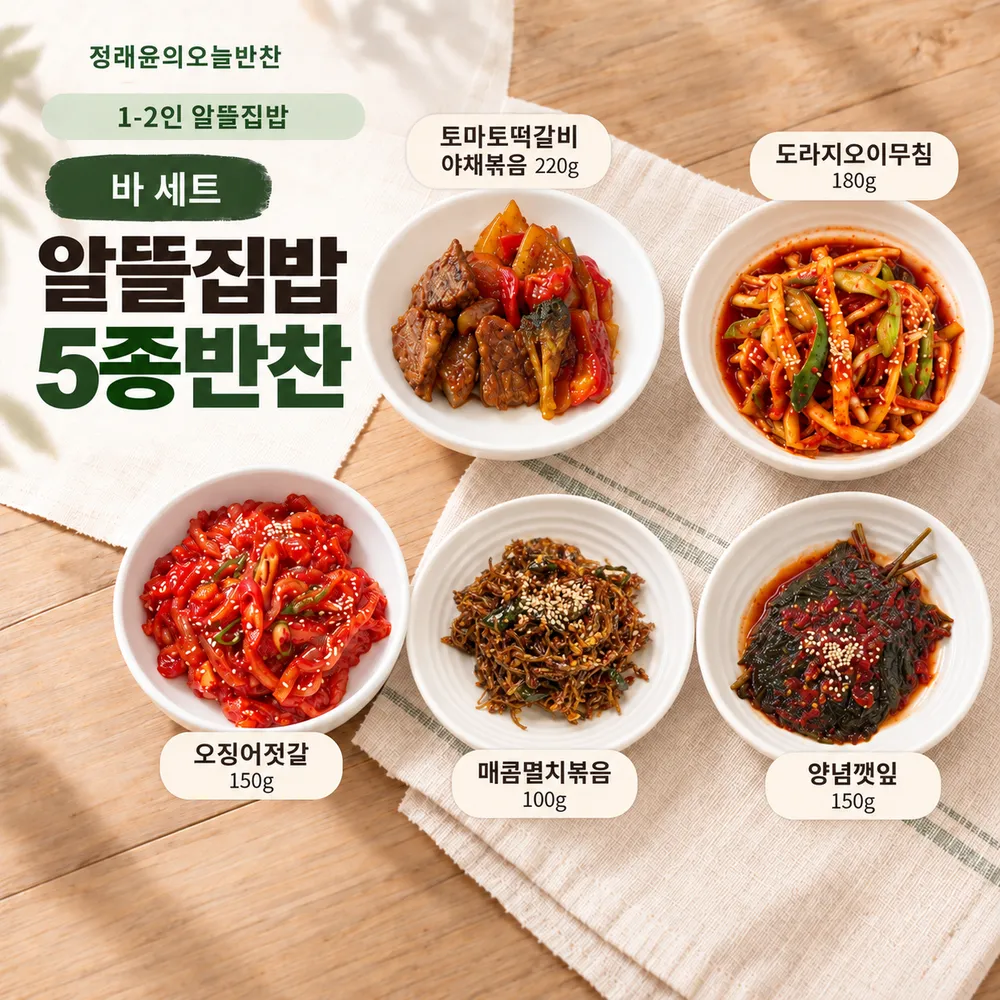 정래윤의오늘반찬
1-2인 알뜰집밥
바 세트
알뜰집밥
5종반찬
토마토떡갈비
야채볶음 220g
도라지오이무침
180g
오징어젓갈
150g
매콤멸치볶음
100g
양념깻잎
150g